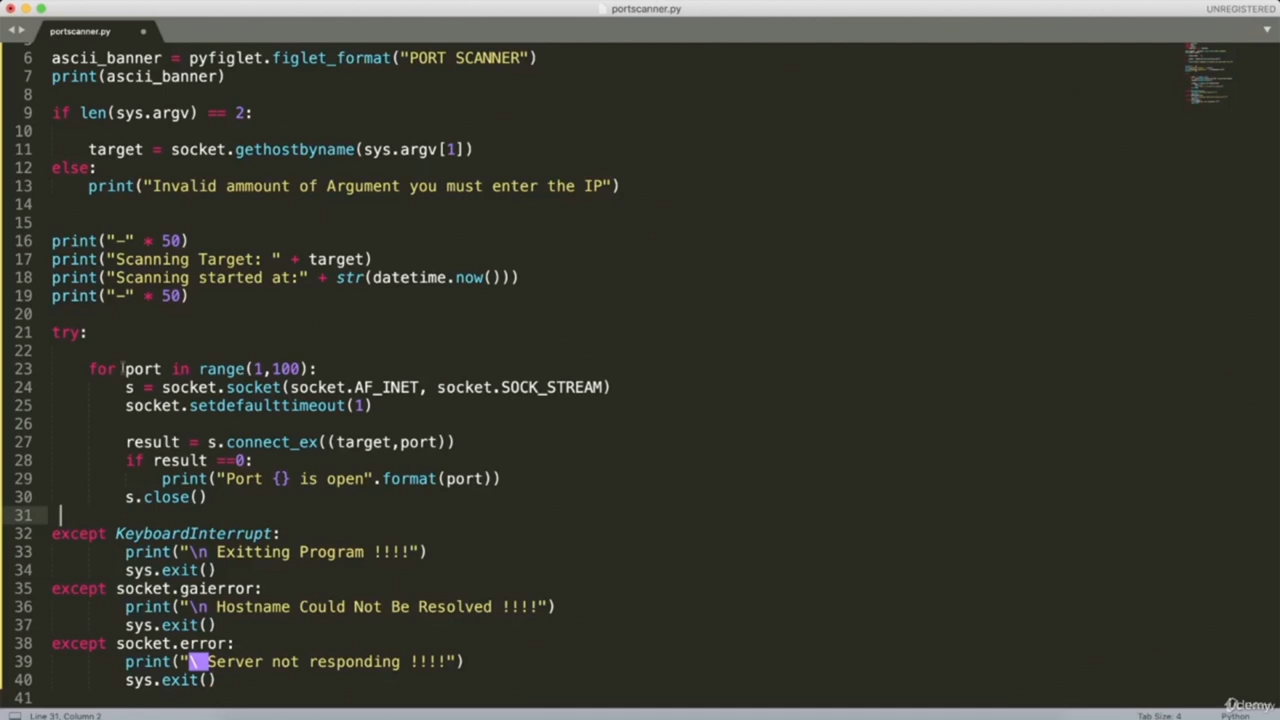 portscanner.py
UNREGISTERED
portscanner.py
6 ascii_banner = pyfiglet.figlet_format("PORT SCANNER")
7 print(ascii_banner)
8
9 if len(sys.argv) == 2:
10
11     target = socket.gethostbyname(sys.argv[1])
12 else:
13     print("Invalid ammount of Argument you must enter the IP")
14
15
16 print("-" * 50)
17 print("Scanning Target: " + target)
18 print("Scanning started at:" + str(datetime.now()))
19 print("-" * 50)
20
21 try:
22
23     for port in range(1,100):
24         s = socket.socket(socket.AF_INET, socket.SOCK_STREAM)
25         socket.setdefaulttimeout(1)
26
27         result = s.connect_ex((target,port))
28         if result ==0:
29             print("Port {} is open".format(port))
30         s.close()
31
32 except KeyboardInterrupt:
33         print("\n Exitting Program !!!!")
34         sys.exit()
35 except socket.gaierror:
36         print("\n Hostname Could Not Be Resolved !!!!")
37         sys.exit()
38 except socket.error:
39         print("\ Server not responding !!!!")
40         sys.exit()
41
Line 31, Column 2
Tab Size: 4
Python
Udemy